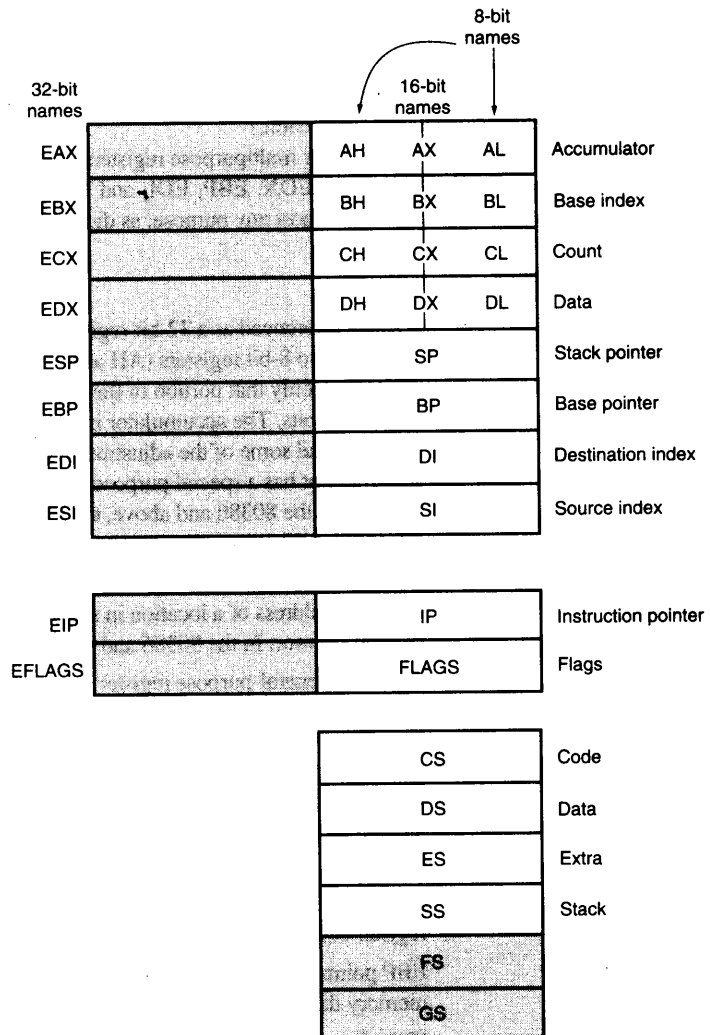 8-bit
names
32-bit
names
16-bit
names
EAX AH AX AL Accumulator
EBX BH BX BL Base index
ECX CH CX CL Count
EDX DH DX DL Data
ESP SP Stack pointer
EBP BP Base pointer
EDI DI Destination index
ESI SI Source index
EIP IP Instruction pointer
EFLAGS FLAGS Flags
CS Code
DS Data
ES Extra
SS Stack
FS
GS